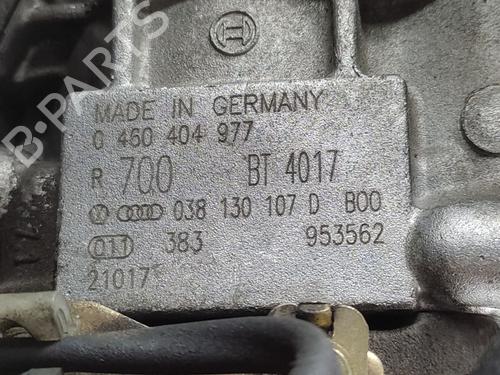 B-PARTS
MADE IN GERMANY
0 460 404 977
R 700 BT 4017
038 130 107 D B00
011 383 953562
21017